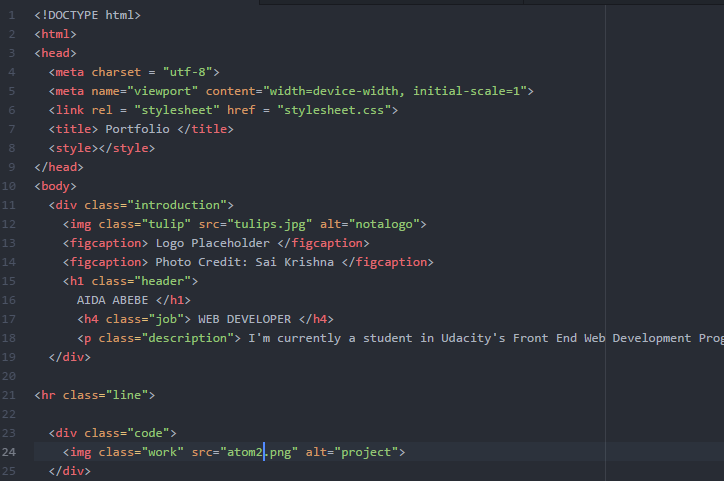 1 <!DOCTYPE html>
2 <html>
3 <head>
4 <meta charset = "utf-8">
5 <meta name="viewport" content="width=device-width, initial-scale=1">
6 <link rel = "stylesheet" href = "stylesheet.css">
7 <title> Portfolio </title>
8 <style></style>
9 </head>
10 <body>
11 <div class="introduction">
12 <img class="tulip" src="tulips.jpg" alt="notalogo">
13 <figcaption> Logo Placeholder </figcaption>
14 <figcaption> Photo Credit: Sai Krishna </figcaption>
15 <h1 class="header">
16 AIDA ABEBE </h1>
17 <h4 class="job"> WEB DEVELOPER </h4>
18 <p class="description"> I'm currently a student in Udacity's Front End Web Development Prog
19 </div>
20
21 <hr class="line">
22
23 <div class="code">
24 <img class="work" src="atom2.png" alt="project">
25 </div>